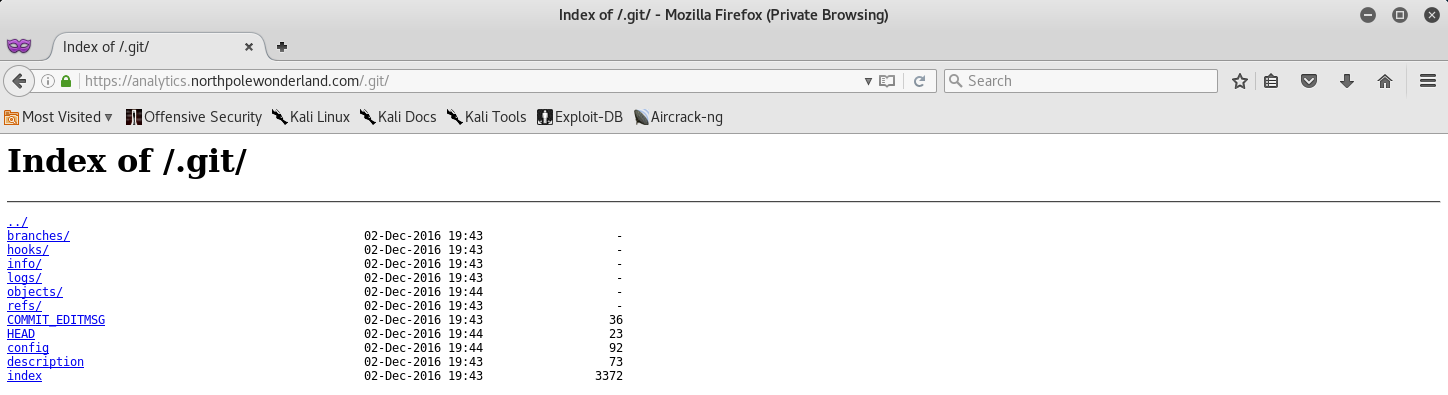 Index of /.git/ - Mozilla Firefox (Private Browsing)
Index of /.git/
https://analytics.northpolewonderland.com/.git/
Search
Most Visited Offensive Security Kali Linux Kali Docs Kali Tools Exploit-DB Aircrack-ng
Index of /.git/
../
branches/ 02-Dec-2016 19:43 -
hooks/ 02-Dec-2016 19:43 -
info/ 02-Dec-2016 19:43 -
logs/ 02-Dec-2016 19:43 -
objects/ 02-Dec-2016 19:44 -
refs/ 02-Dec-2016 19:43 -
COMMIT_EDITMSG 02-Dec-2016 19:43 36
HEAD 02-Dec-2016 19:44 23
config 02-Dec-2016 19:44 92
description 02-Dec-2016 19:43 73
index 02-Dec-2016 19:43 3372